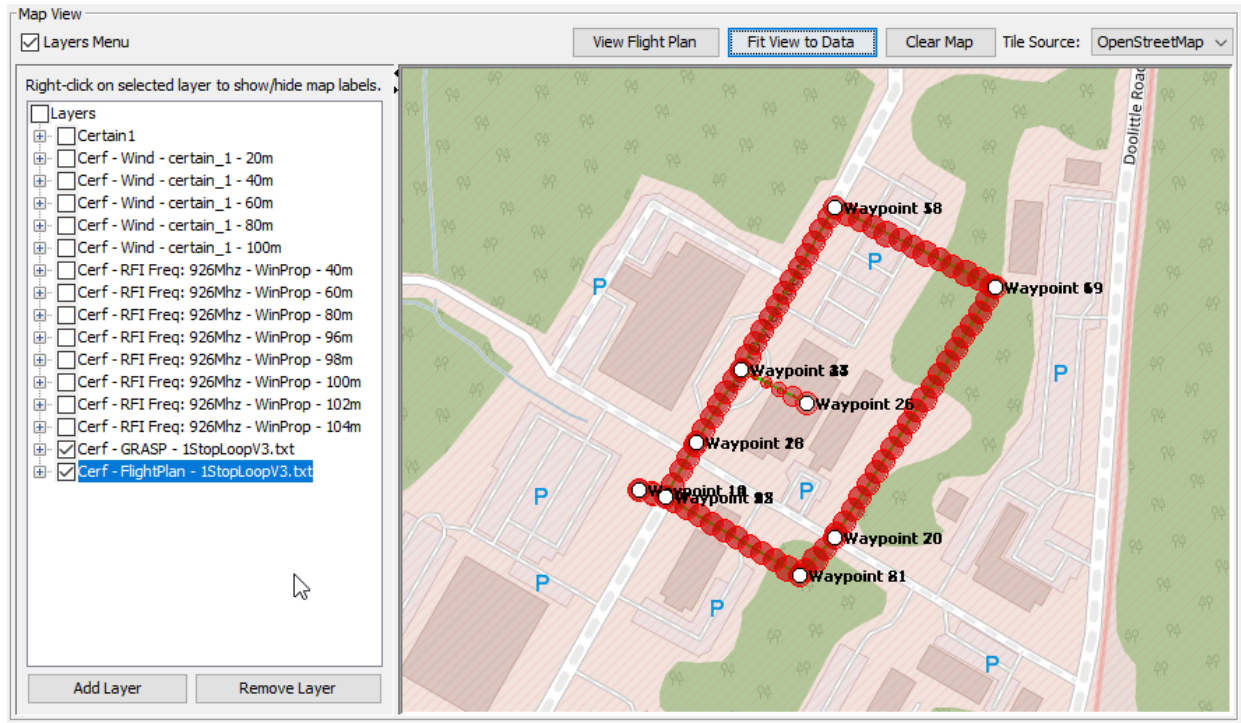 Map View
Layers Menu
View Flight Plan
Fit View to Data
Clear Map
Tile Source:
OpenStreetMap
Right-click on selected layer to show/hide map labels.
Layers
Certain1
Cerf - Wind - certain_1 - 20m
Cerf - Wind - certain_1 - 40m
Cerf - Wind - certain_1 - 60m
Cerf - Wind - certain_1 - 80m
Cerf - Wind - certain_1 - 100m
Cerf - RFI Freq: 926Mhz - WinProp - 40m
Cerf - RFI Freq: 926Mhz - WinProp - 60m
Cerf - RFI Freq: 926Mhz - WinProp - 80m
Cerf - RFI Freq: 926Mhz - WinProp - 96m
Cerf - RFI Freq: 926Mhz - WinProp - 98m
Cerf - RFI Freq: 926Mhz - WinProp - 100m
Cerf - RFI Freq: 926Mhz - WinProp - 102m
Cerf - RFI Freq: 926Mhz - WinProp - 104m
Cerf - GRASP - 1StopLoopV3.txt
Cerf - FlightPlan - 1StopLoopV3.txt
Add Layer
Remove Layer
Doolittle Road
Waypoint
P
Waypoint
P
Waypoint
P
Waypoint
Waypoint
Waypoint
P
P
Waypoint
Waypoint
P
P
P